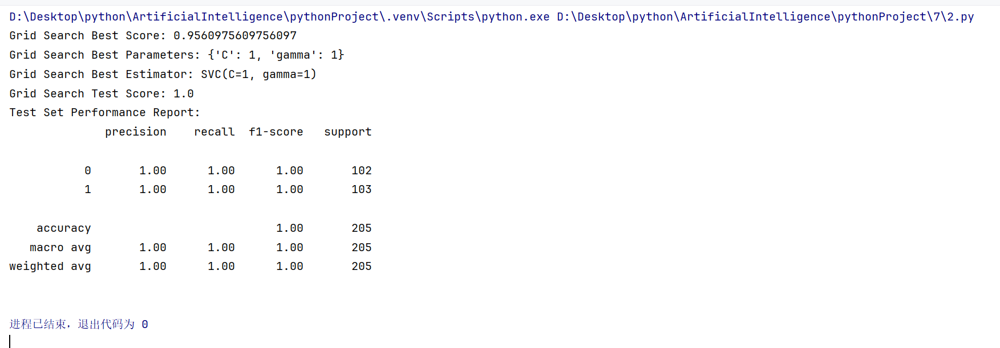 D:\Desktop\python\ArtificialIntelligence\pythonProject\.venv\Scripts\python.exe D:\Desktop\python\ArtificialIntelligence\pythonProject\7\2.py
Grid Search Best Score: 0.9560975609756097
Grid Search Best Parameters: {'C': 1, 'gamma': 1}
Grid Search Best Estimator: SVC(C=1, gamma=1)
Grid Search Test Score: 1.0
Test Set Performance Report:
              precision    recall  f1-score   support

           0       1.00      1.00      1.00       102
           1       1.00      1.00      1.00       103

    accuracy                           1.00       205
   macro avg       1.00      1.00      1.00       205
weighted avg       1.00      1.00      1.00       205

进程已结束，退出代码为 0